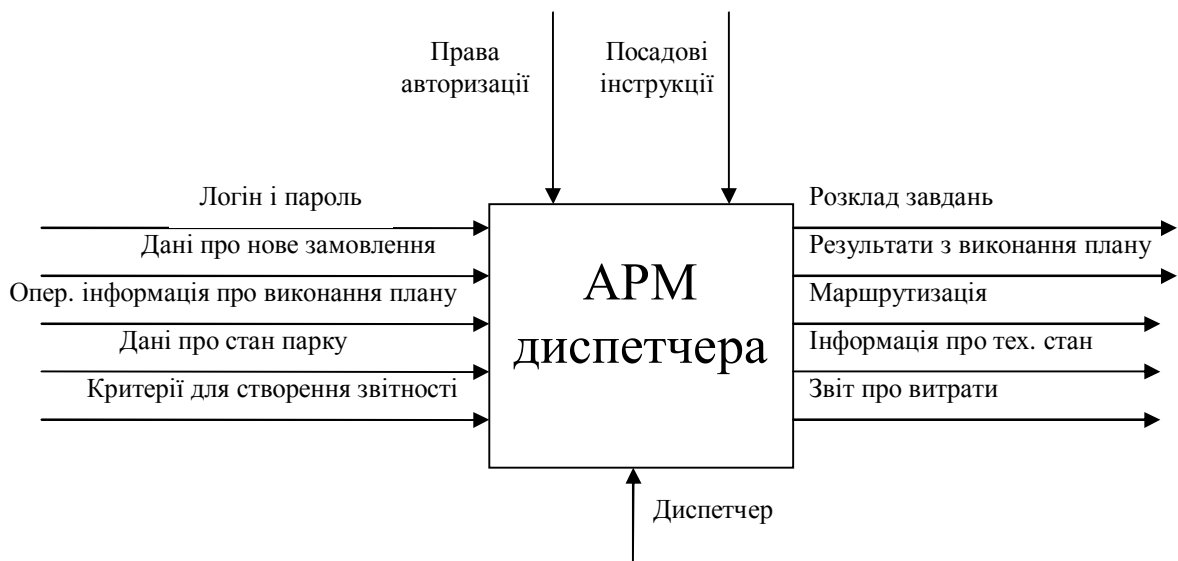 Права
авторизації
Посадові
інструкції
Логін і пароль
Дані про нове замовлення
Опер. інформація про виконання плану
Дані про стан парку
Критерії для створення звітності
АРМ
диспетчера
Розклад завдань
Результати з виконання плану
Маршрутизація
Інформація про тех. стан
Звіт про витрати
Диспетчер